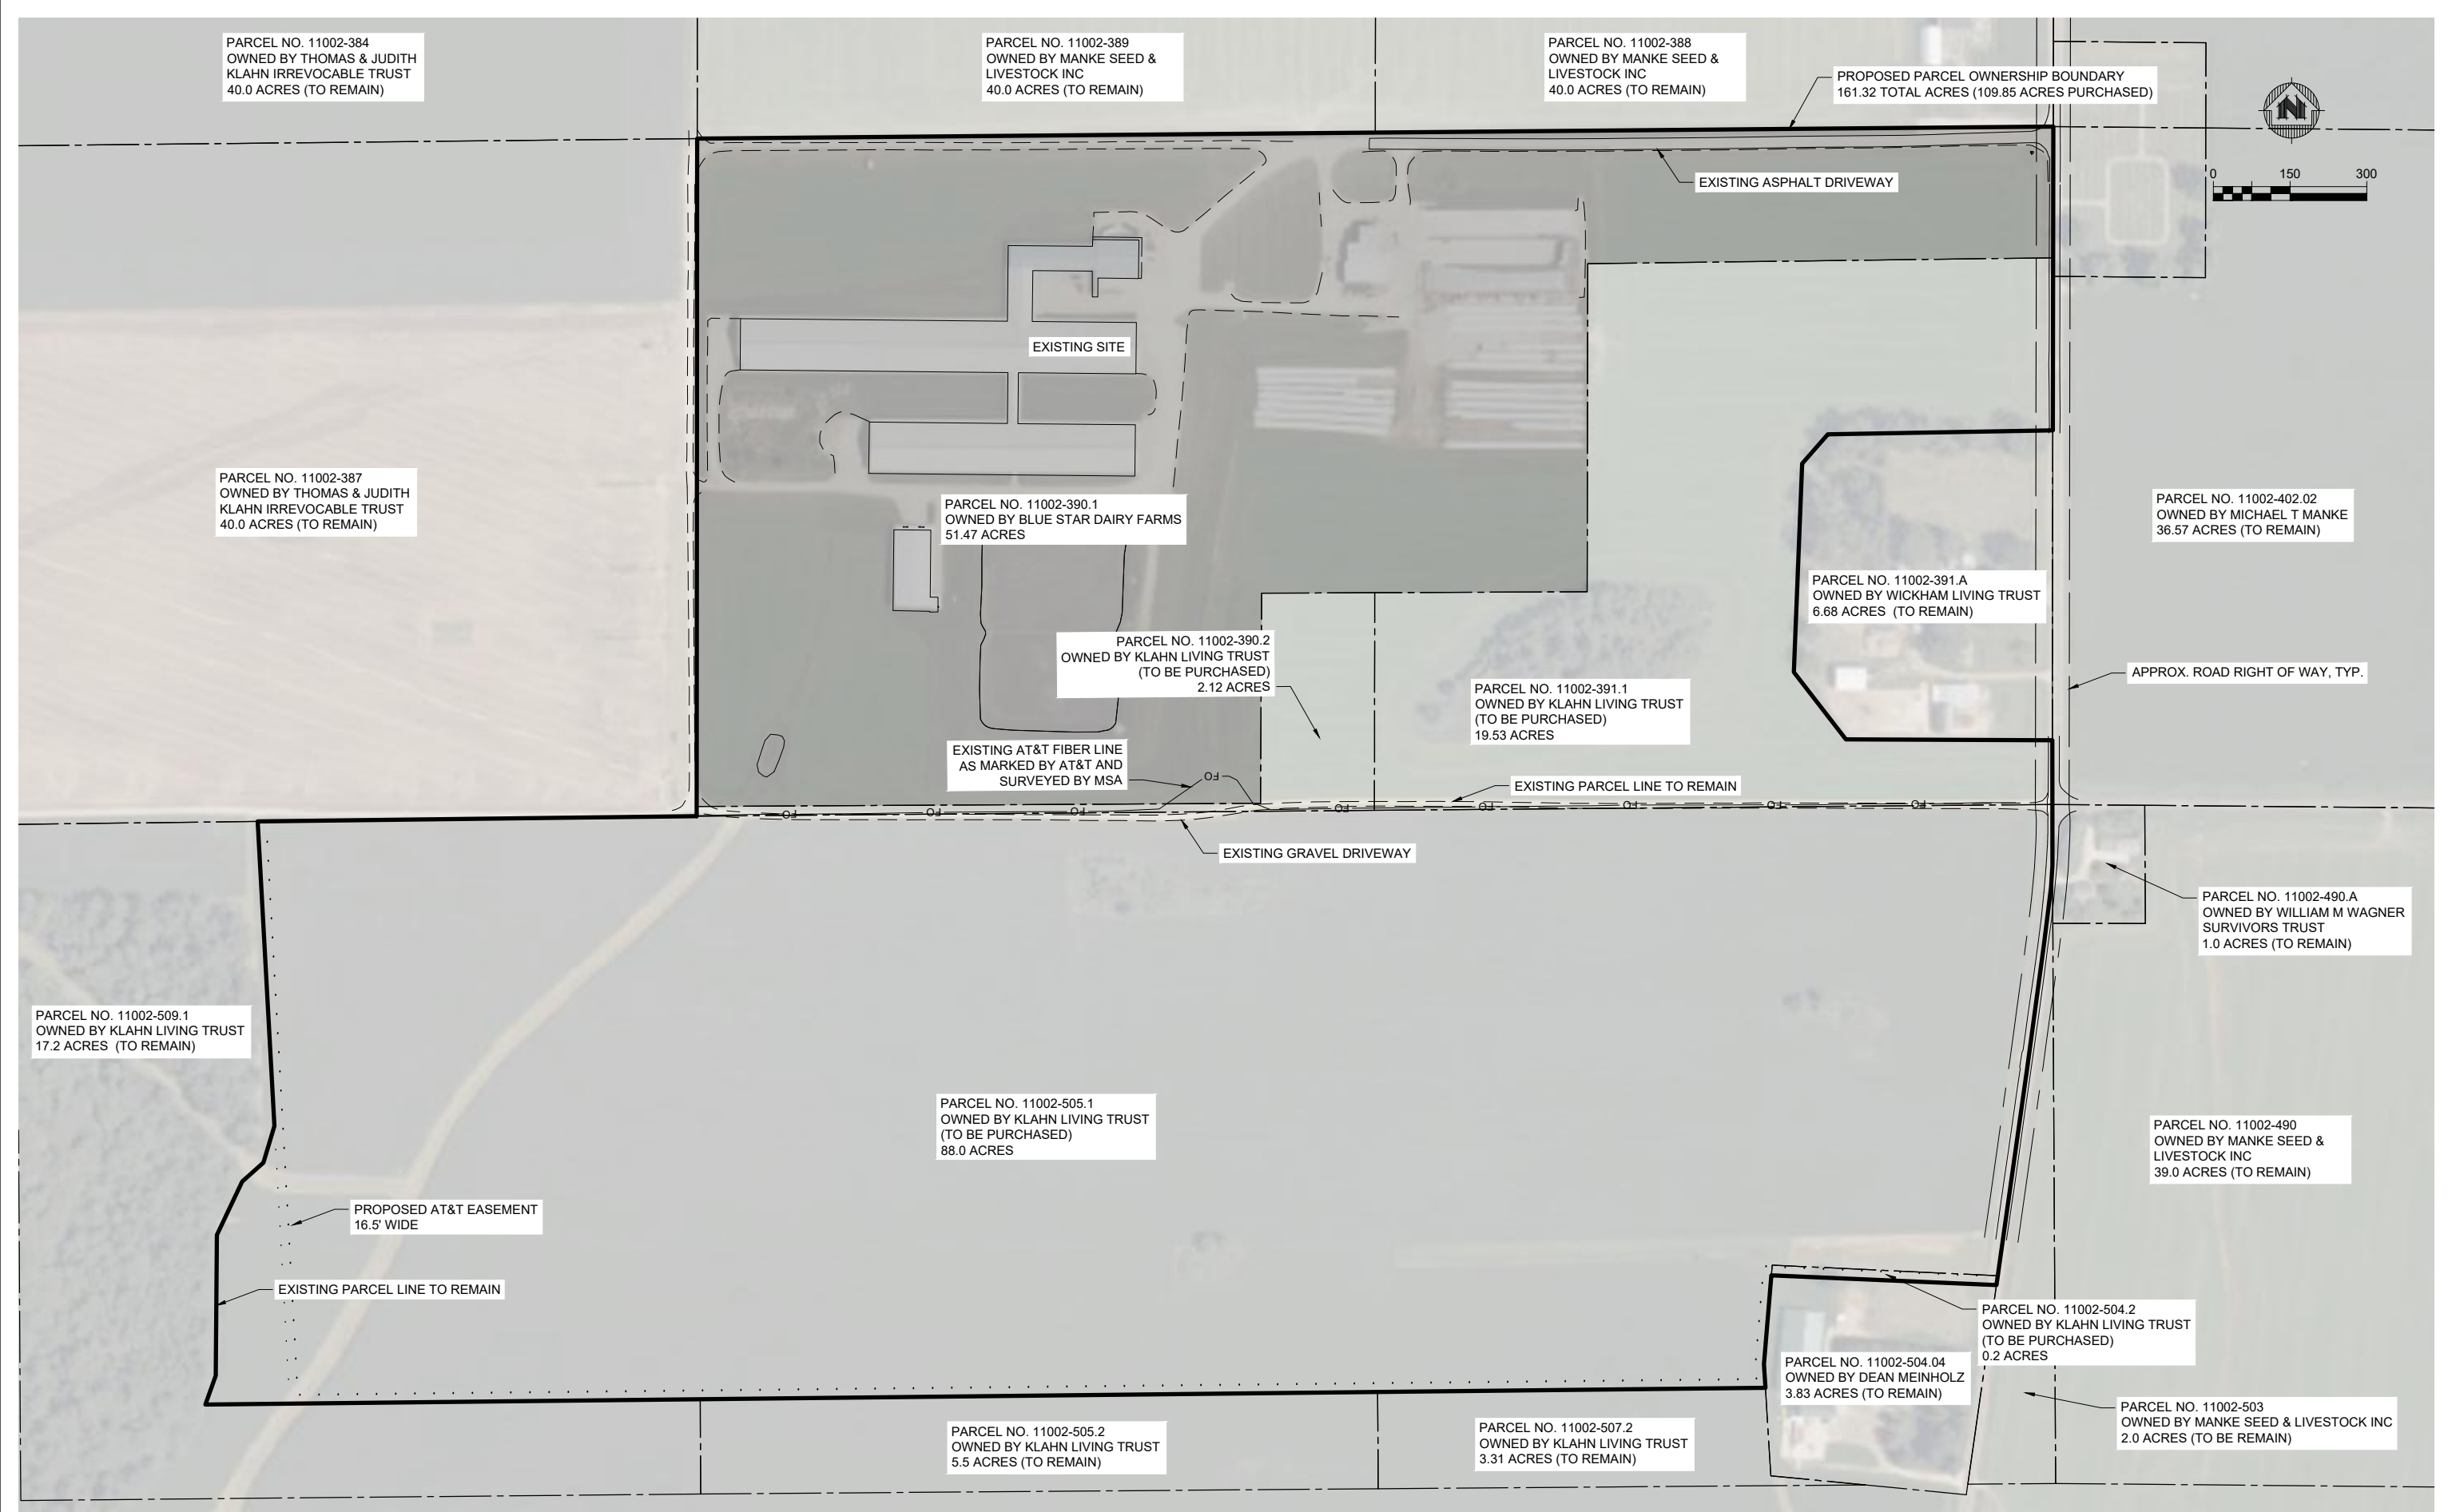 PARCEL NO. 11002-384
OWNED BY THOMAS & JUDITH
KLAHN IRREVOCABLE TRUST
40.0 ACRES (TO REMAIN)
PARCEL NO. 11002-389
OWNED BY MANKE SEED &
LIVESTOCK INC
40.0 ACRES (TO REMAIN)
PARCEL NO. 11002-388
OWNED BY MANKE SEED &
LIVESTOCK INC
40.0 ACRES (TO REMAIN)
PROPOSED PARCEL OWNERSHIP BOUNDARY
161.32 TOTAL ACRES (109.85 ACRES PURCHASED)
N
0 150 300
EXISTING ASPHALT DRIVEWAY
EXISTING SITE
PARCEL NO. 11002-387
OWNED BY THOMAS & JUDITH
KLAHN IRREVOCABLE TRUST
40.0 ACRES (TO REMAIN)
PARCEL NO. 11002-390.1
OWNED BY BLUE STAR DAIRY FARMS
51.47 ACRES
PARCEL NO. 11002-402.02
OWNED BY MICHAEL T MANKE
36.57 ACRES (TO REMAIN)
PARCEL NO. 11002-391.A
OWNED BY WICKHAM LIVING TRUST
6.68 ACRES (TO REMAIN)
PARCEL NO. 11002-390.2
OWNED BY KLAHN LIVING TRUST
(TO BE PURCHASED)
2.12 ACRES
PARCEL NO. 11002-391.1
OWNED BY KLAHN LIVING TRUST
(TO BE PURCHASED)
19.53 ACRES
APPROX. ROAD RIGHT OF WAY, TYP.
EXISTING AT&T FIBER LINE
AS MARKED BY AT&T AND
SURVEYED BY MSA
FO
EXISTING PARCEL LINE TO REMAIN
FO FO FO FO FO FO FO FO
EXISTING GRAVEL DRIVEWAY
PARCEL NO. 11002-490.A
OWNED BY WILLIAM M WAGNER
SURVIVORS TRUST
1.0 ACRES (TO REMAIN)
PARCEL NO. 11002-509.1
OWNED BY KLAHN LIVING TRUST
17.2 ACRES (TO REMAIN)
PARCEL NO. 11002-505.1
OWNED BY KLAHN LIVING TRUST
(TO BE PURCHASED)
88.0 ACRES
PARCEL NO. 11002-490
OWNED BY MANKE SEED &
LIVESTOCK INC
39.0 ACRES (TO REMAIN)
PROPOSED AT&T EASEMENT
16.5' WIDE
EXISTING PARCEL LINE TO REMAIN
PARCEL NO. 11002-504.2
OWNED BY KLAHN LIVING TRUST
(TO BE PURCHASED)
0.2 ACRES
PARCEL NO. 11002-504.04
OWNED BY DEAN MEINHOLZ
3.83 ACRES (TO REMAIN)
PARCEL NO. 11002-503
OWNED BY MANKE SEED & LIVESTOCK INC
2.0 ACRES (TO BE REMAIN)
PARCEL NO. 11002-505.2
OWNED BY KLAHN LIVING TRUST
5.5 ACRES (TO REMAIN)
PARCEL NO. 11002-507.2
OWNED BY KLAHN LIVING TRUST
3.31 ACRES (TO REMAIN)